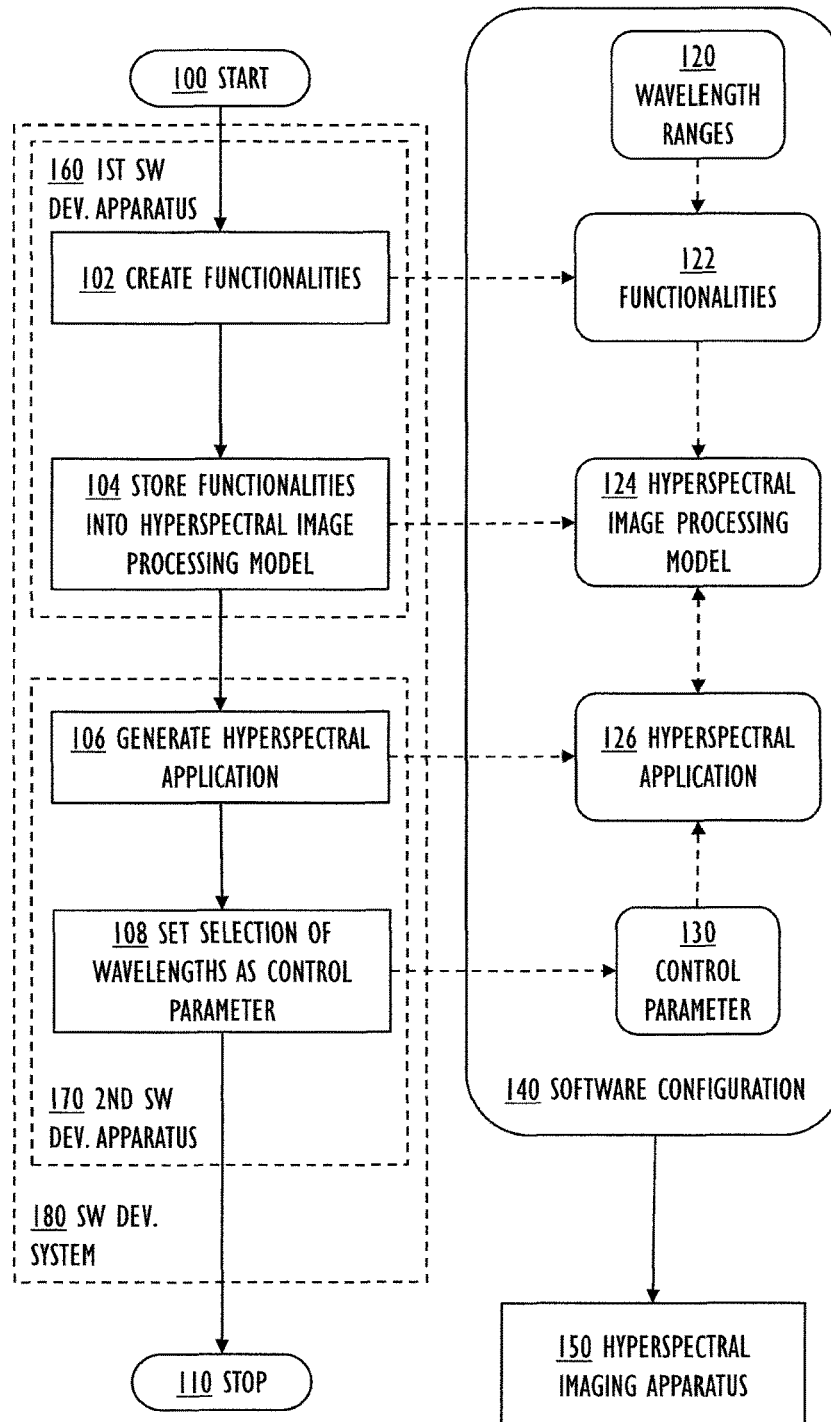 100 START
160 1ST SW
DEV. APPARATUS
102 CREATE FUNCTIONALITIES
104 STORE FUNCTIONALITIES
INTO HYPERSPECTRAL IMAGE
PROCESSING MODEL
106 GENERATE HYPERSPECTRAL
APPLICATION
108 SET SELECTION OF
WAVELENGTHS AS CONTROL
PARAMETER
170 2ND SW
DEV. APPARATUS
180 SW DEV.
SYSTEM
110 STOP
120
WAVELENGTH
RANGES
122
FUNCTIONALITIES
124 HYPERSPECTRAL
IMAGE PROCESSING
MODEL
126 HYPERSPECTRAL
APPLICATION
130
CONTROL
PARAMETER
140 SOFTWARE CONFIGURATION
150 HYPERSPECTRAL
IMAGING APPARATUS